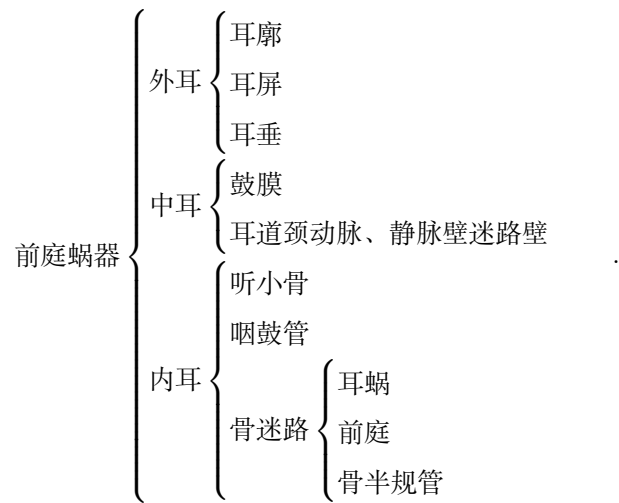 耳廓
外耳
耳屏
耳垂
鼓膜
中耳
耳道颈动脉、静脉壁迷路壁
前庭蜗器
.
听小骨
咽鼓管
内耳
耳蜗
骨迷路
前庭
骨半规管